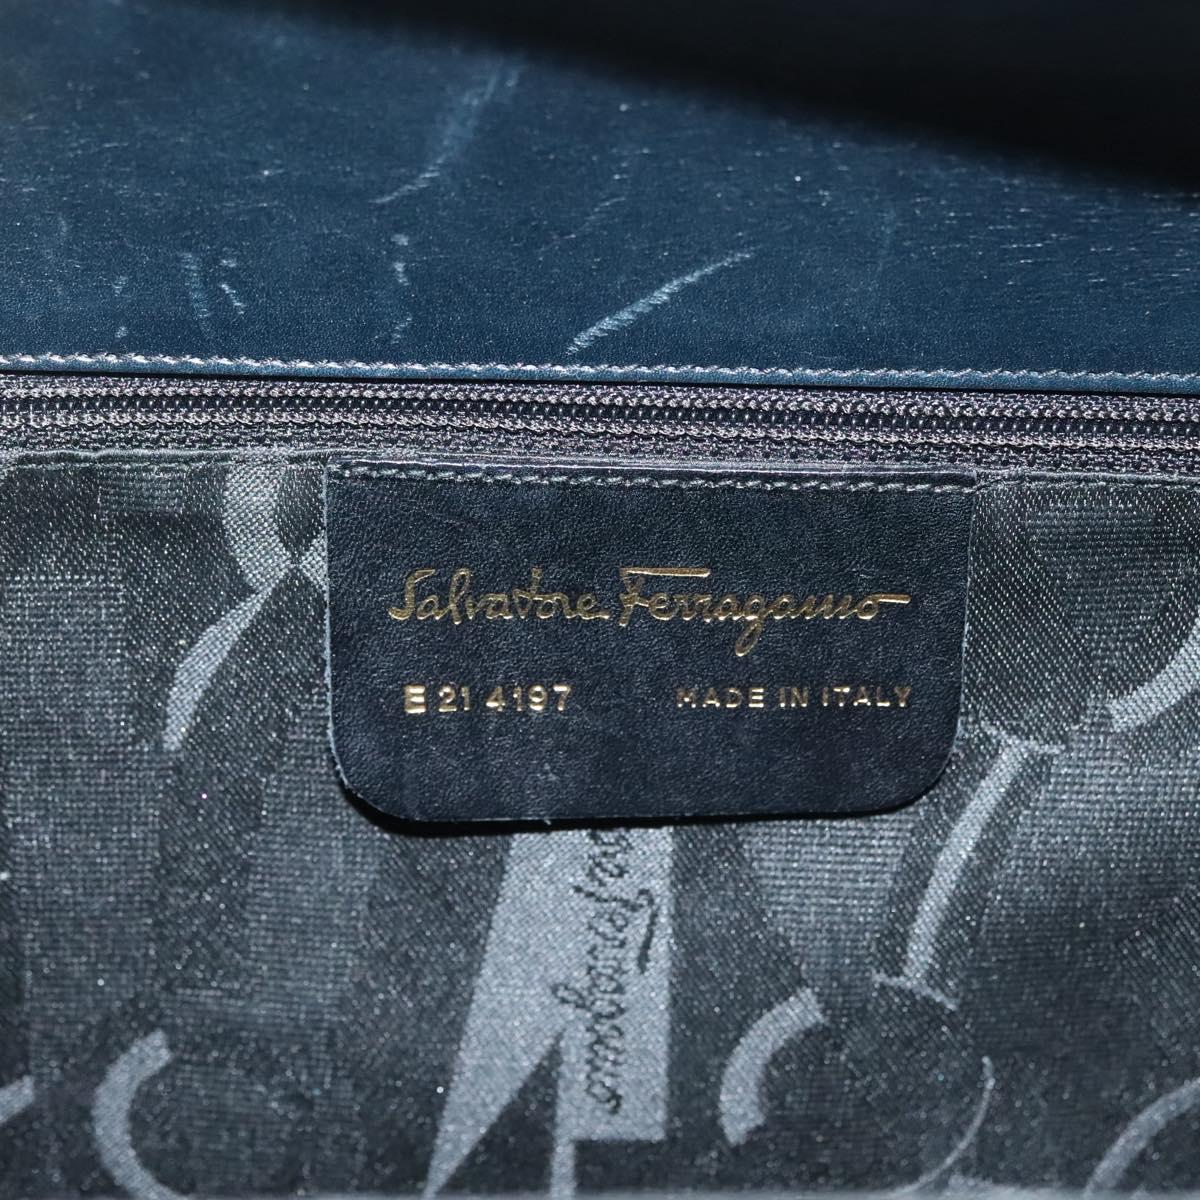 Salvatore Ferragamo
E 21 4197 MADE IN ITALY